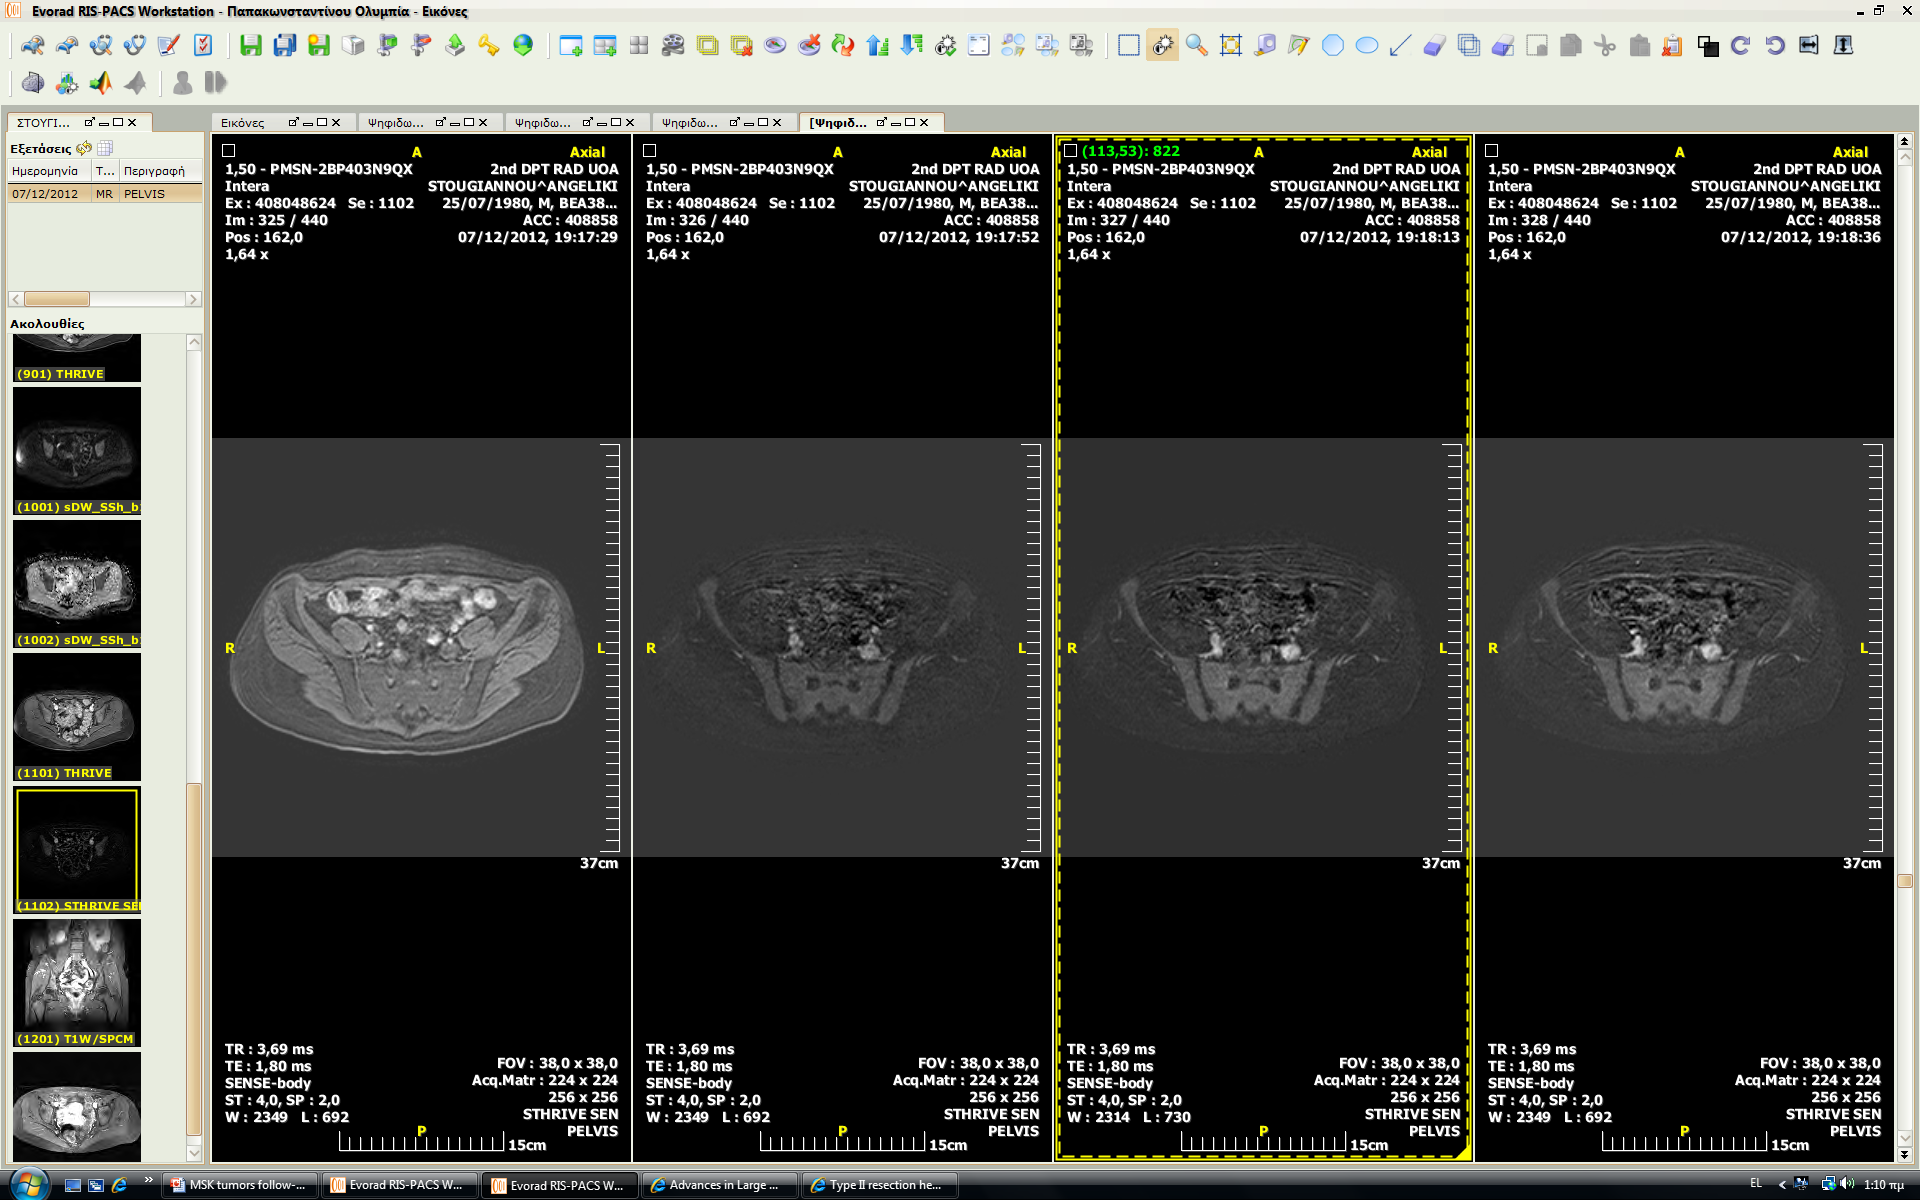 Evorad RIS-PACS Workstation - Παπακωνσταντίνου Ολυμπία - Εικόνες
ΣΤΟΥΓΙ...
Εικόνες
Ψηφιδω...
Ψηφιδω...
Ψηφιδω...
[Ψηφιδ...
Εξετάσεις
Ημερομηνία Τ... Περιγραφή
07/12/2012 MR PELVIS
Ακολουθίες
(901) THRIVE
(1001) sDW_SSh_b
(1002) sDW_SSh_b
(1101) THRIVE
(1102) STHRIVE SE
(1201) T1W/SPCM
A Axial
1,50 - PMSN-2BP403N9QX 2nd DPT RAD UOA
Intera STOUGIANNOU^ANGELIKI
Ex : 408048624 Se : 1102 25/07/1980, M, BEA38...
Im : 325 / 440 ACC : 408858
Pos : 162,0 07/12/2012, 19:17:29
1,64 x
R L
37cm
TR : 3,69 ms
TE : 1,80 ms FOV : 38,0 x 38,0
SENSE-body Acq.Matr : 224 x 224
ST : 4,0, SP : 2,0 256 x 256
W : 2349 L : 692 STHRIVE SEN
P PELVIS
15cm
A Axial
1,50 - PMSN-2BP403N9QX 2nd DPT RAD UOA
Intera STOUGIANNOU^ANGELIKI
Ex : 408048624 Se : 1102 25/07/1980, M, BEA38...
Im : 326 / 440 ACC : 408858
Pos : 162,0 07/12/2012, 19:17:52
1,64 x
R L
37cm
TR : 3,69 ms
TE : 1,80 ms FOV : 38,0 x 38,0
SENSE-body Acq.Matr : 224 x 224
ST : 4,0, SP : 2,0 256 x 256
W : 2349 L : 692 STHRIVE SEN
P PELVIS
15cm
(113,53): 822 A Axial
1,50 - PMSN-2BP403N9QX 2nd DPT RAD UOA
Intera STOUGIANNOU^ANGELIKI
Ex : 408048624 Se : 1102 25/07/1980, M, BEA38...
Im : 327 / 440 ACC : 408858
Pos : 162,0 07/12/2012, 19:18:13
1,64 x
R L
37cm
TR : 3,69 ms
TE : 1,80 ms FOV : 38,0 x 38,0
SENSE-body Acq.Matr : 224 x 224
ST : 4,0, SP : 2,0 256 x 256
W : 2314 L : 730 STHRIVE SEN
P PELVIS
15cm
A Axial
1,50 - PMSN-2BP403N9QX 2nd DPT RAD UOA
Intera STOUGIANNOU^ANGELIKI
Ex : 408048624 Se : 1102 25/07/1980, M, BEA38...
Im : 328 / 440 ACC : 408858
Pos : 162,0 07/12/2012, 19:18:36
1,64 x
R L
37cm
TR : 3,69 ms
TE : 1,80 ms FOV : 38,0 x 38,0
SENSE-body Acq.Matr : 224 x 224
ST : 4,0, SP : 2,0 256 x 256
W : 2349 L : 692 STHRIVE SEN
P PELVIS
15cm
MSK tumors follow-...
Evorad RIS-PACS W...
Evorad RIS-PACS W...
Advances in Large ...
Type II resection he...
EL
1:10 πμ